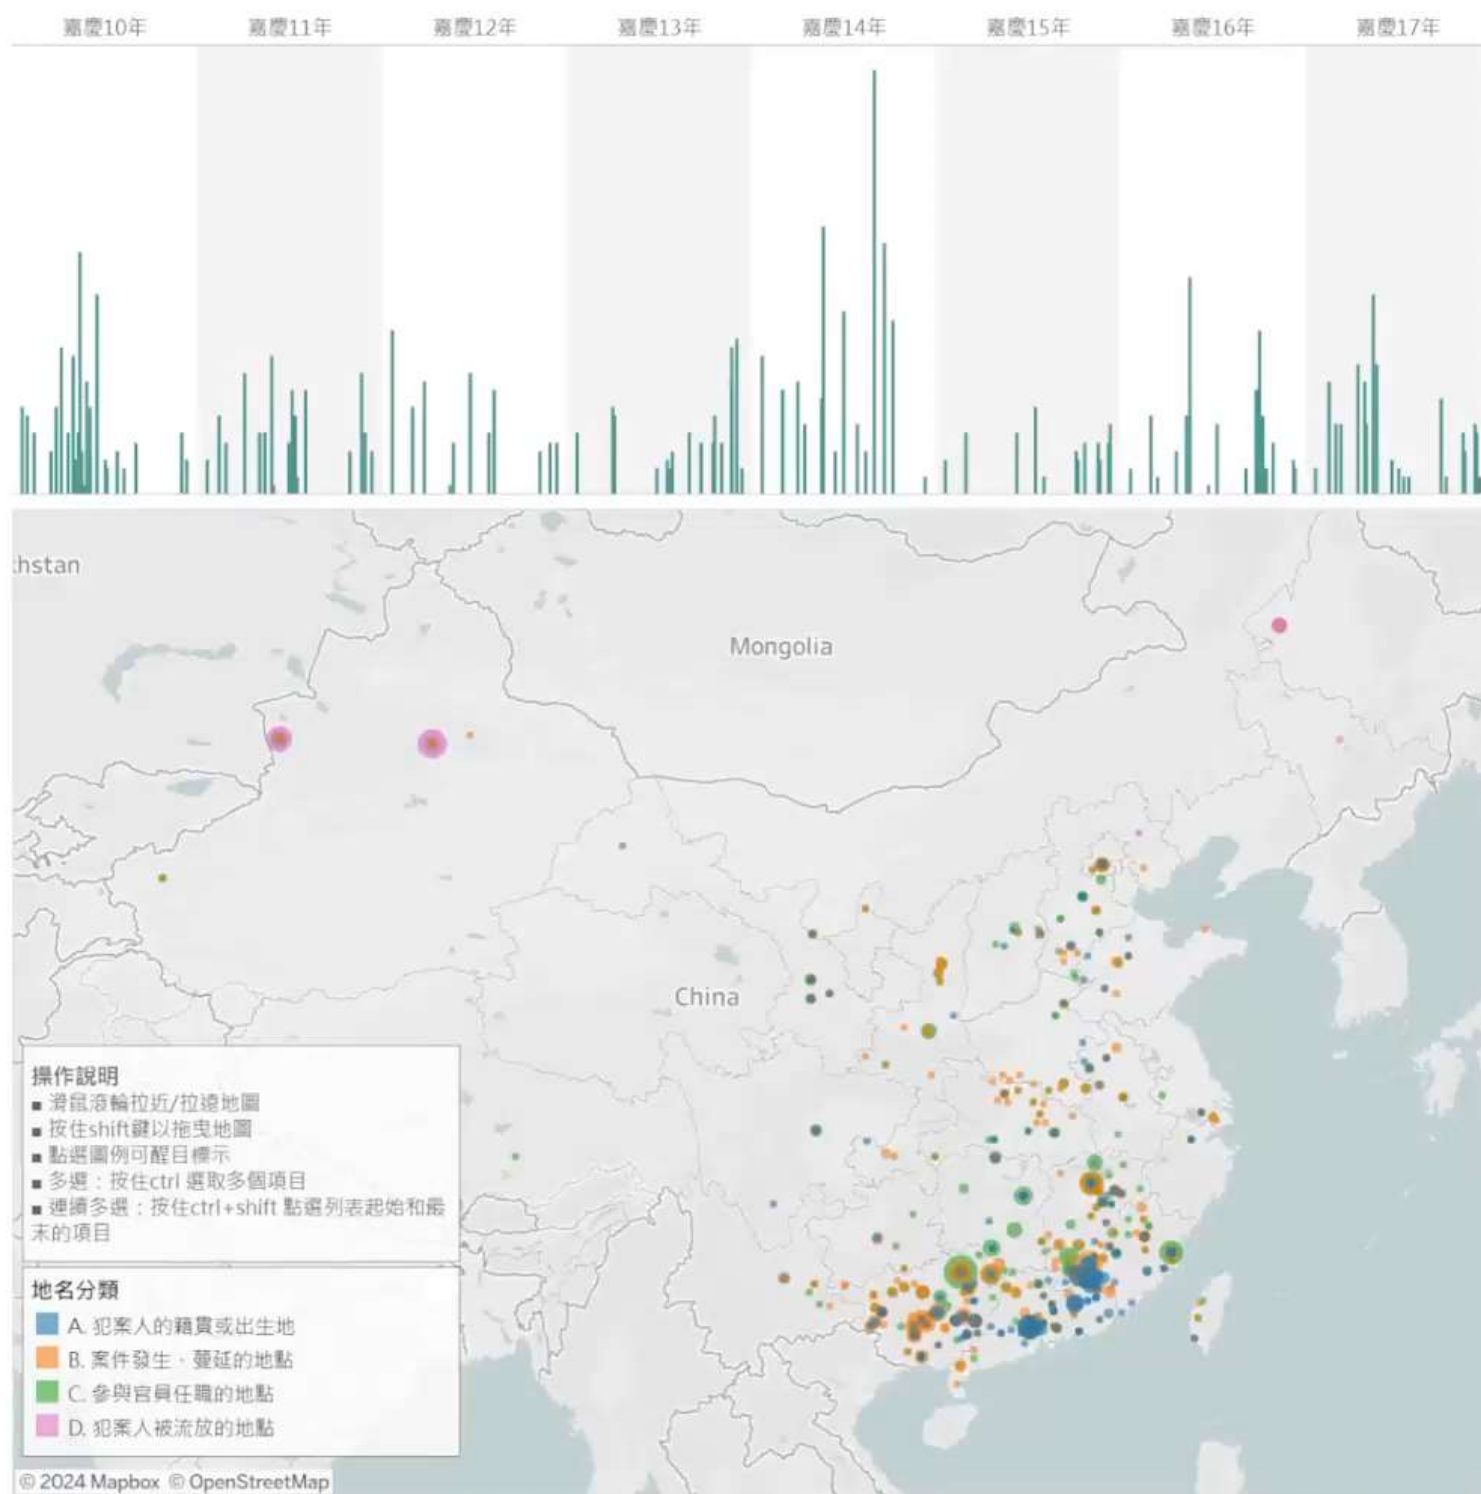 嘉慶10年
嘉慶11年
嘉慶12年
嘉慶13年
嘉慶14年
嘉慶15年
嘉慶16年
嘉慶17年
hstan
Mongolia
China
操作說明
■ 滑鼠滾輪拉近/拉遠地圖
■ 按住shift鍵以拖曳地圖
■ 點選圖例可醒目標示
■ 多選：按住ctrl 選取多個項目
■ 連續多選：按住ctrl+shift 點選列表起始和最
末的項目
地名分類
A. 犯案人的籍貫或出生地
B. 案件發生、蔓延的地點
C. 參與官員任職的地點
D. 犯案人被流放的地點
© 2024 Mapbox © OpenStreetMap